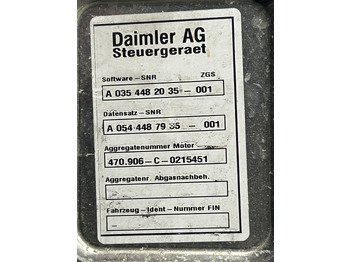 Daimler AG
Steuergeraet
Software – SNR ZGS
A 035 448 20 35 – 001
Datensatz – SNR
A 054 448 79 35 – 001
Aggregatenummer Motor –
470.906 – C – 0215451
Aggregatenr. Abgasnachbeh.
–
Fahrzeug – Ident – Nummer FIN
–